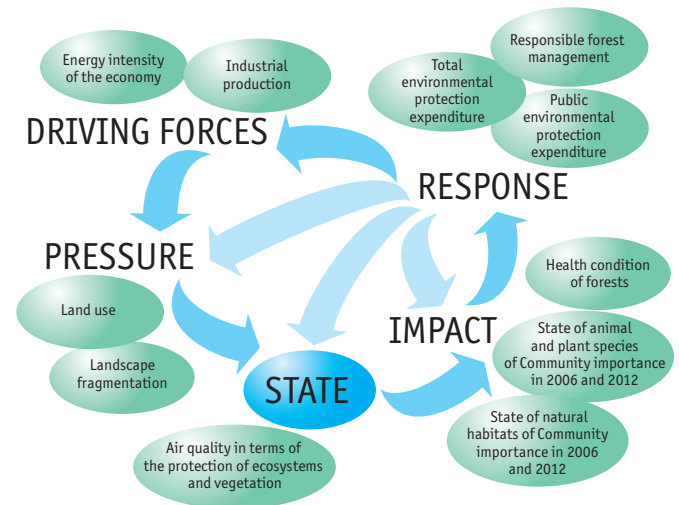 Energy intensity
of the economy
Industrial
production
DRIVING FORCES
Responsible forest
management
Total
environmental
protection
expenditure
Public
environmental
protection
expenditure
RESPONSE
PRESSURE
Land use
Landscape
fragmentation
Health condition
of forests
IMPACT
State of animal
and plant species
of Community importance
in 2006 and 2012
STATE
State of natural
habitats of Community
importance in 2006
and 2012
Air quality in terms of
the protection of ecosystems
and vegetation